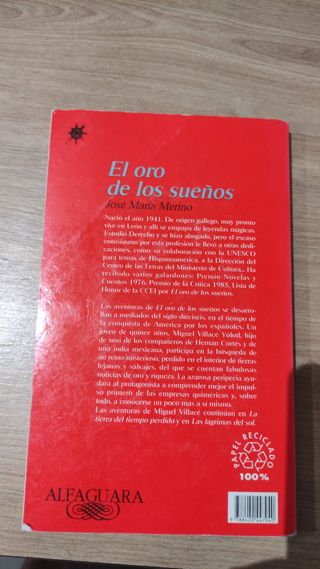 El oro
de los sueños
José María Merino
Nació el año 1941. De origen gallego, muy pronto
vive en León y allí se empapa de leyendas mágicas.
Estudió Derecho y se hizo abogado, pero el escaso
entusiasmo por esta profesión le llevó a otras dedi-
caciones, como su colaboración con la UNESCO
para temas de Hispanoamérica, a la Dirección del
Centro de las Letras del Ministerio de Cultura... Ha
recibido varios galardones: Premio Novelas y
Cuentos 1976, Premio de la Crítica 1985, Lista de
Honor de la CCEI por El oro de los sueños.
Las aventuras de El oro de los sueños se desarro-
llan a mediados del siglo dieciseis, en el tiempo de
la conquista de América por los españoles. Un
joven de quince años, Miguel Villacé Yólotl, hijo
de uno de los compañeros de Hernán Cortés y de
una india mexicana, participa en la búsqueda de
un reino misterioso, perdido en el interior de tierras
lejanas y salvajes, del que se cuentan fabulosas
noticias de oro y riqueza. La azarosa peripecia ayu-
dará al protagonista a comprender mejor el impul-
so primero de las empresas quiméricas y, sobre
todo, a conocerse un poco más a sí mismo.
Las aventuras de Miguel Villacé continúan en La
tierra del tiempo perdido y en Las lágrimas del sol.
PAPEL RECICLADO
100%
ALFAGUARA
9 788420 447940